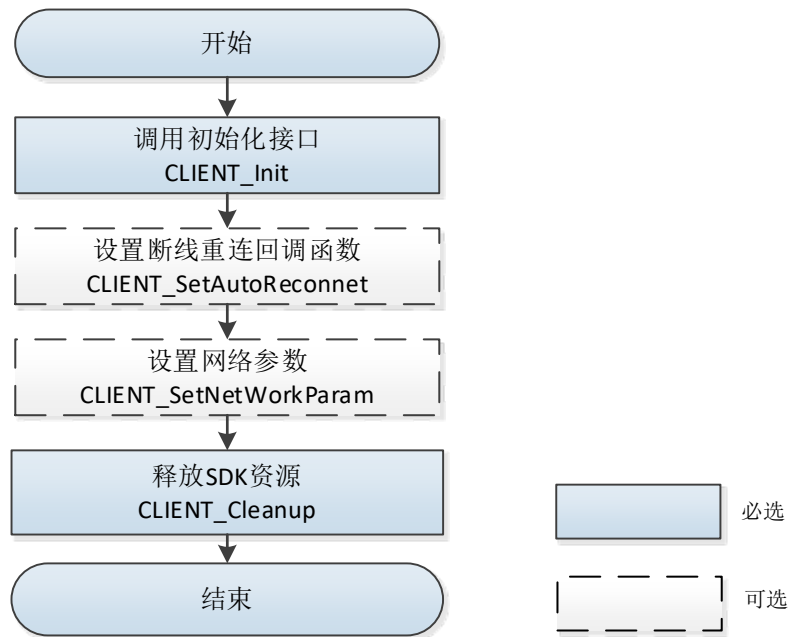 开始
调用初始化接口
CLIENT_Init
设置断线重连回调函数
CLIENT_SetAutoReconnet
设置网络参数
CLIENT_SetNetWorkParam
释放SDK资源
CLIENT_Cleanup
结束
必选
可选